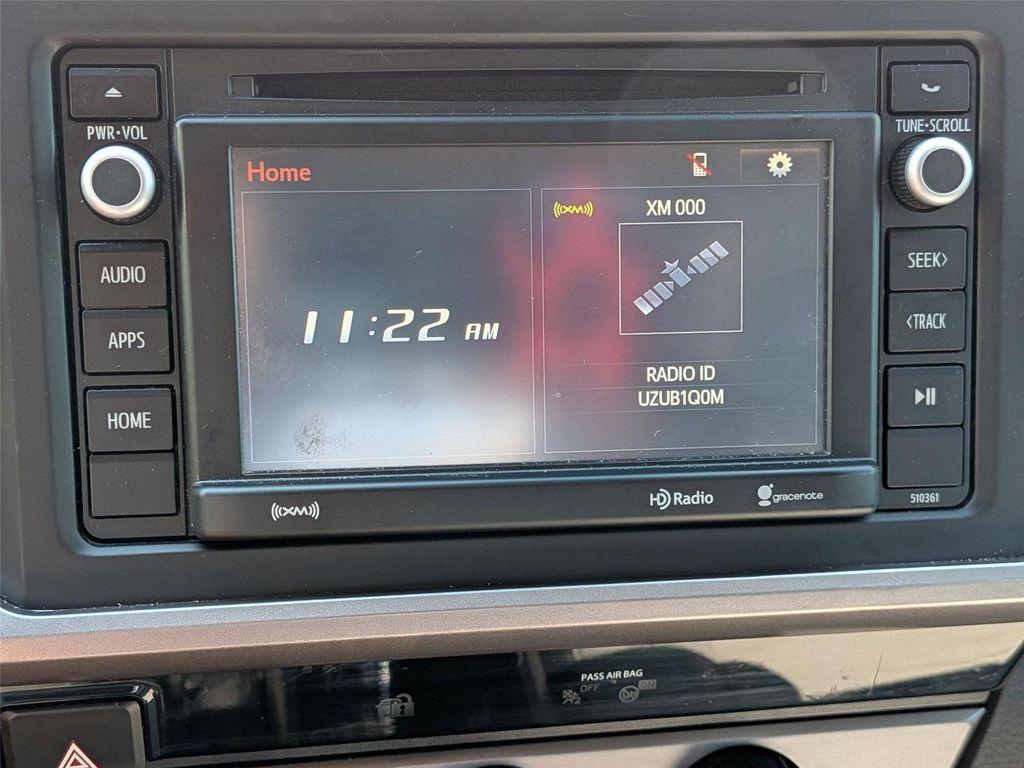 PWR•VOL
TUNE•SCROLL
Home
((XM))
XM 000
AUDIO
SEEK>
11:22 AM
APPS
<TRACK
RADIO ID
UZUB1Q0M
HOME
((XM))
HD Radio
gracenote
510361
PASS AIR BAG
OFF
ON